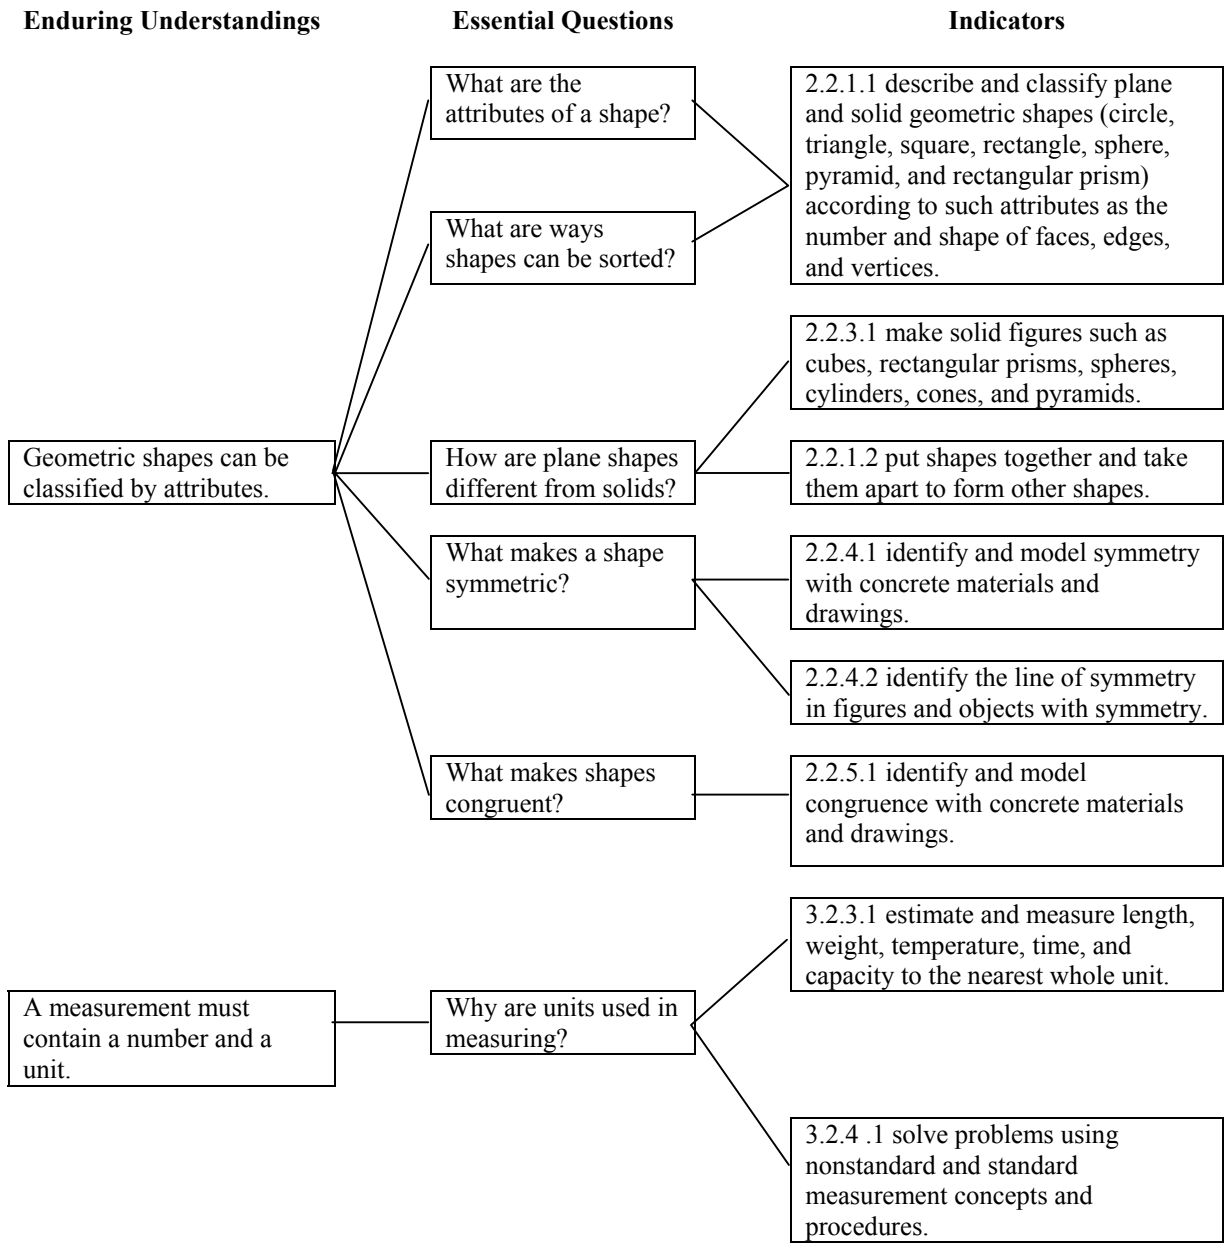 Enduring Understandings Essential Questions Indicators
What are the
attributes of a shape?
2.2.1.1 describe and classify plane
and solid geometric shapes (circle,
triangle, square, rectangle, sphere,
pyramid, and rectangular prism)
according to such attributes as the
number and shape of faces, edges,
and vertices.
What are ways
shapes can be sorted?
2.2.3.1 make solid figures such as
cubes, rectangular prisms, spheres,
cylinders, cones, and pyramids.
Geometric shapes can be
classified by attributes.
How are plane shapes
different from solids?
2.2.1.2 put shapes together and take
them apart to form other shapes.
What makes a shape
symmetric?
2.2.4.1 identify and model symmetry
with concrete materials and
drawings.
2.2.4.2 identify the line of symmetry
in figures and objects with symmetry.
What makes shapes
congruent?
2.2.5.1 identify and model
congruence with concrete materials
and drawings.
3.2.3.1 estimate and measure length,
weight, temperature, time, and
capacity to the nearest whole unit.
A measurement must
contain a number and a
unit.
Why are units used in
measuring?
3.2.4 .1 solve problems using
nonstandard and standard
measurement concepts and
procedures.